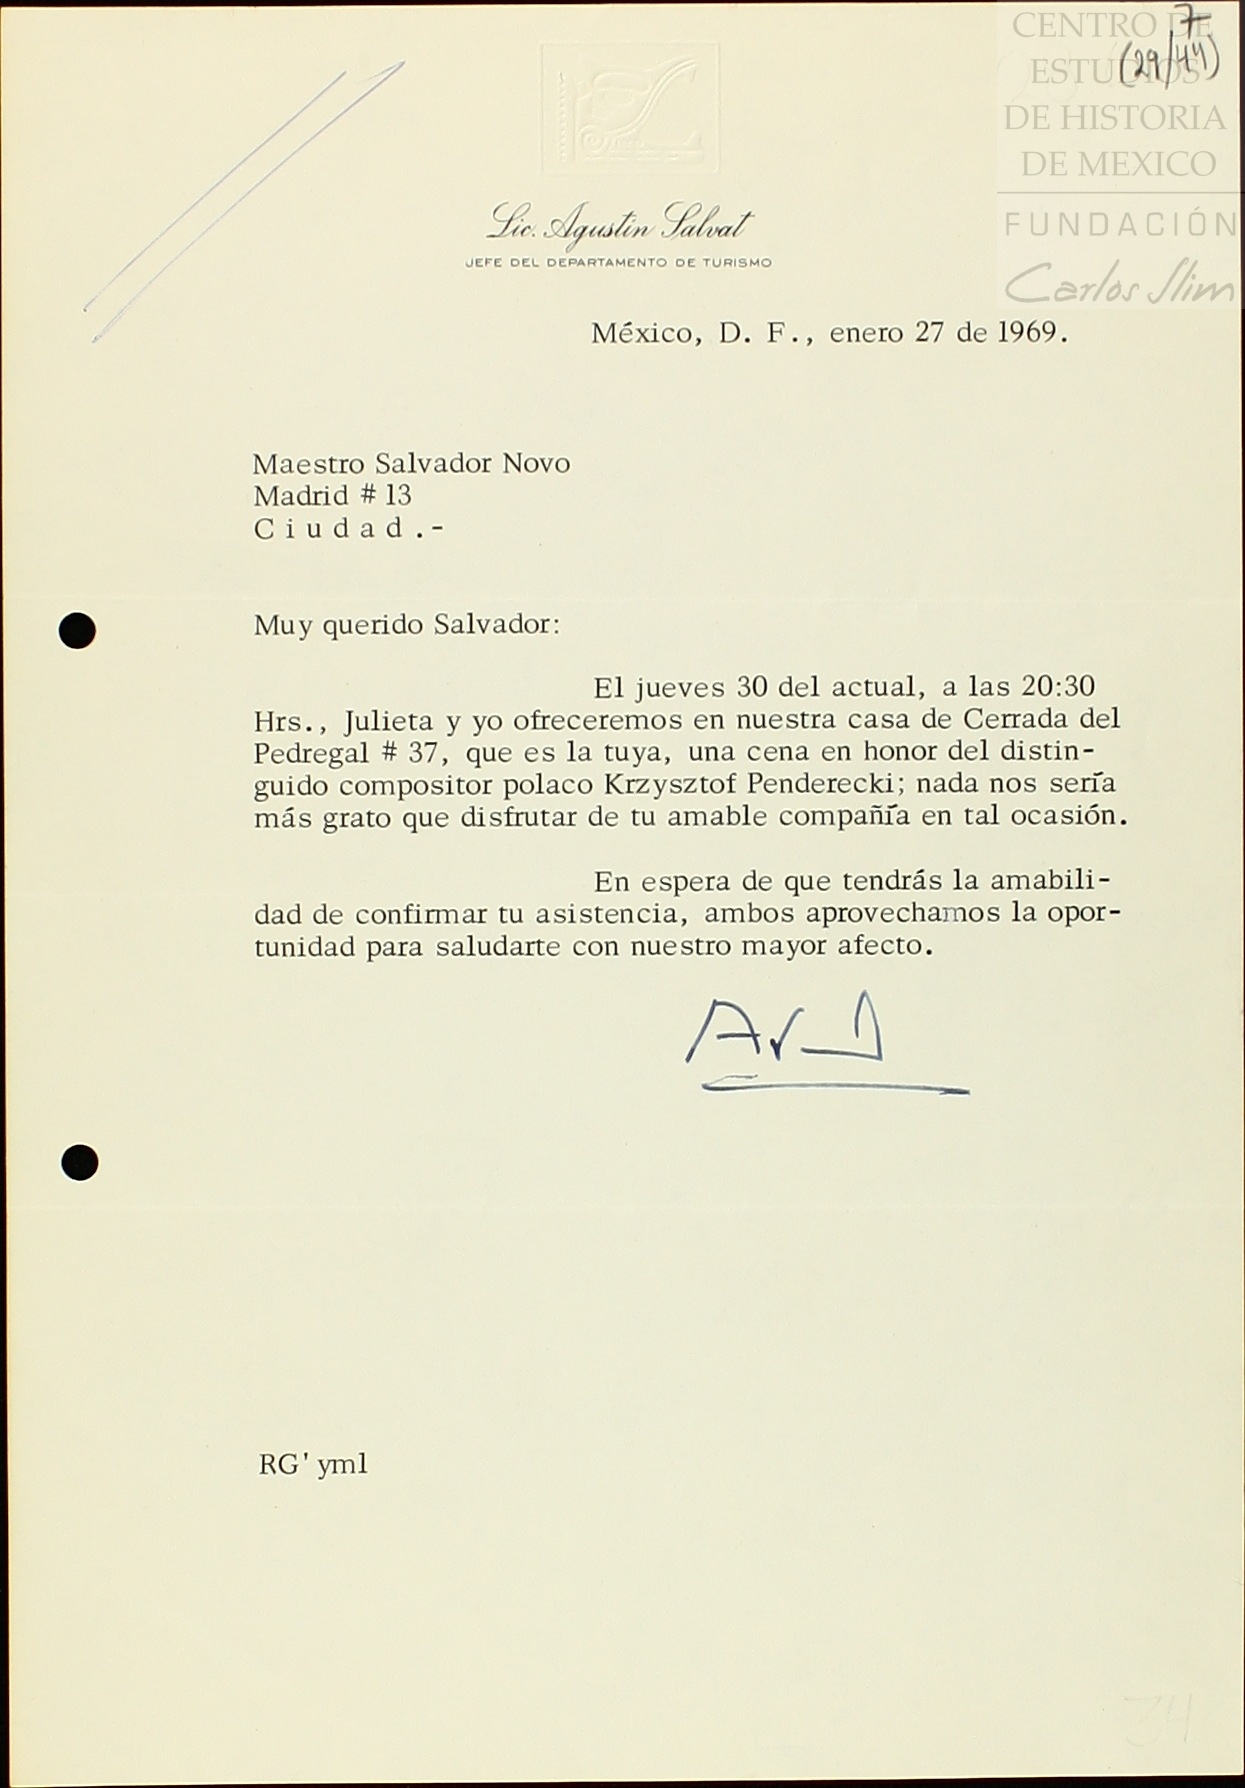 7
(29/44)
CENTRO DE
ESTUDIOS
DE HISTORIA
DE MEXICO
FUNDACIÓN
Carlos Slim
Lic. Agustín Salvat
JEFE DEL DEPARTAMENTO DE TURISMO
México, D. F., enero 27 de 1969.
Maestro Salvador Novo
Madrid # 13
C i u d a d . -
Muy querido Salvador:
El jueves 30 del actual, a las 20:30
Hrs., Julieta y yo ofreceremos en nuestra casa de Cerrada del
Pedregal # 37, que es la tuya, una cena en honor del distin-
guido compositor polaco Krzysztof Penderecki; nada nos sería
más grato que disfrutar de tu amable compañía en tal ocasión.
En espera de que tendrás la amabili-
dad de confirmar tu asistencia, ambos aprovechamos la opor-
tunidad para saludarte con nuestro mayor afecto.
RG' yml
34